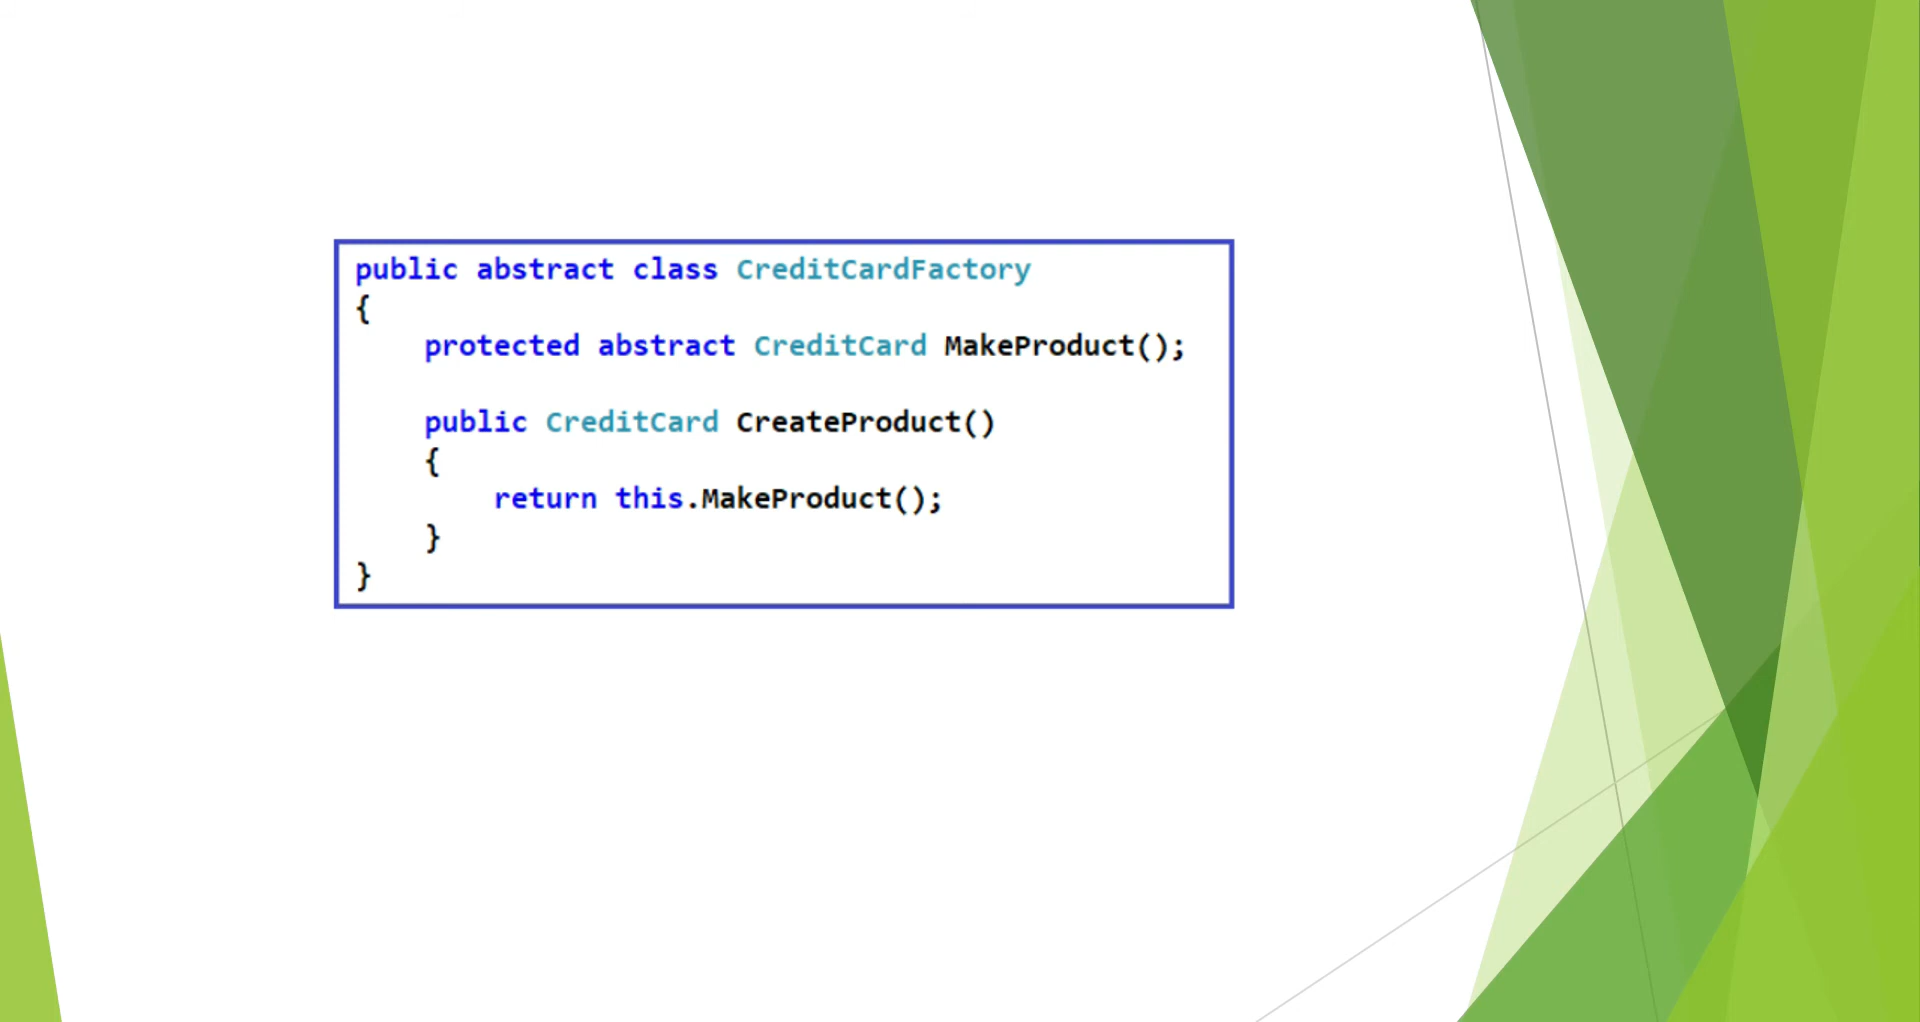 public abstract class CreditCardFactory
{
    protected abstract CreditCard MakeProduct();

    public CreditCard CreateProduct()
    {
        return this.MakeProduct();
    }
}